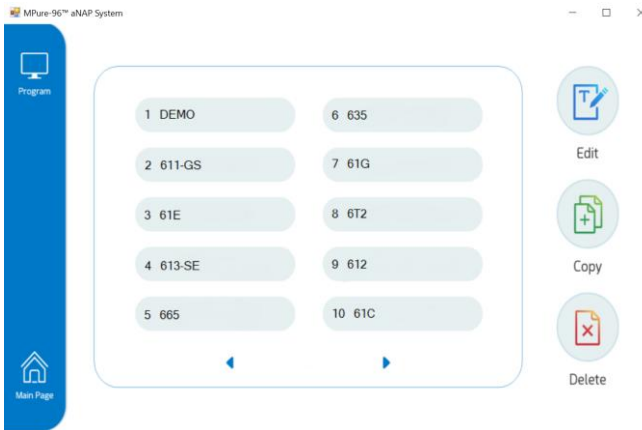 MPure-96™ aNAP System
Program
1 DEMO
2 611-GS
3 61E
4 613-SE
5 665
6 635
7 61G
8 6T2
9 612
10 61C
Edit
Copy
Delete
Main Page